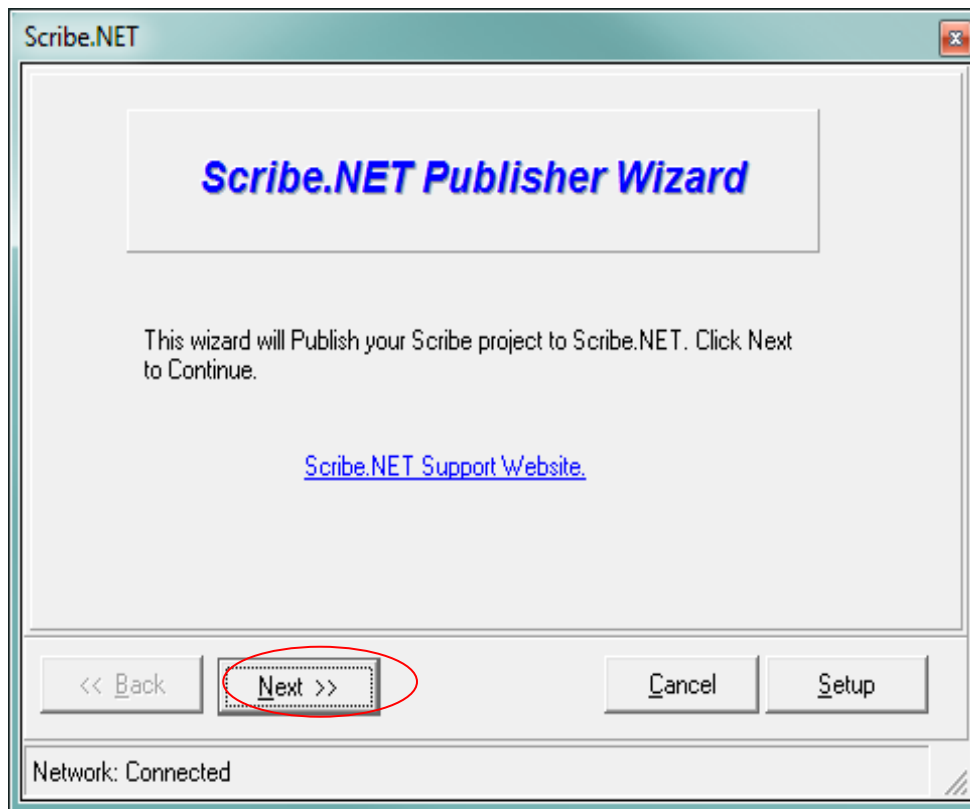 Scribe.NET
Scribe.NET Publisher Wizard
This wizard will Publish your Scribe project to Scribe.NET. Click Next
to Continue.
Scribe.NET Support Website.
<< Back
Next >>
Cancel
Setup
Network: Connected